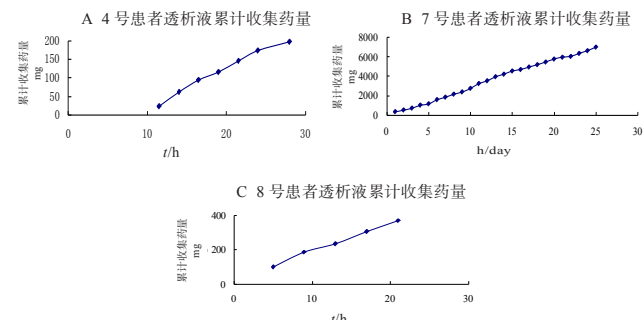 A 4 号患者透析液累计收集药量
累计收集药量
mg
200
150
100
50
0
0 10 20 30
t/h
B 7 号患者透析液累计收集药量
累计收集药量
mg
8000
6000
4000
2000
0
0 5 10 15 20 25 30
h/day
C 8 号患者透析液累计收集药量
累计收集药量
mg
400
200
0
0 10 20 30
t/h